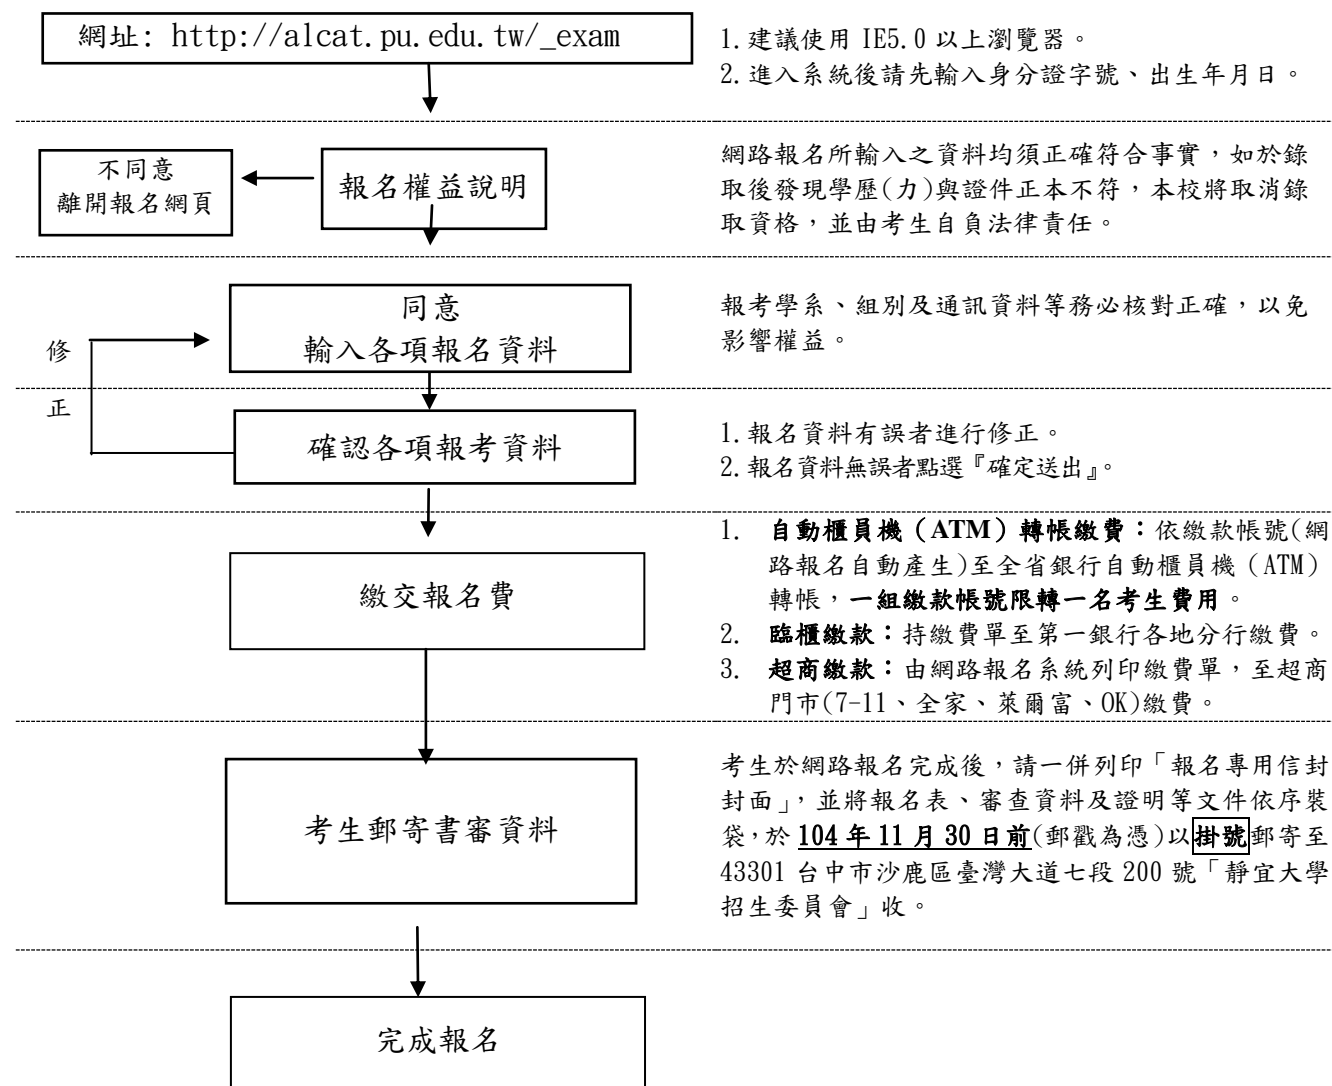 網址: http://alcat.pu.edu.tw/_exam
1.建議使用 IE5.0 以上瀏覽器。
2.進入系統後請先輸入身分證字號、出生年月日。
不同意
離開報名網頁
報名權益說明
網路報名所輸入之資料均須正確符合事實，如於錄
取後發現學歷(力)與證件正本不符，本校將取消錄
取資格，並由考生自負法律責任。
同意
輸入各項報名資料
報考學系、組別及通訊資料等務必核對正確，以免
影響權益。
修
正
確認各項報考資料
1.報名資料有誤者進行修正。
2.報名資料無誤者點選『確定送出』。
繳交報名費
1. 自動櫃員機（ATM）轉帳繳費：依繳款帳號(網
路報名自動產生)至全省銀行自動櫃員機（ATM）
轉帳，一組繳款帳號限轉一名考生費用。
2. 臨櫃繳款：持繳費單至第一銀行各地分行繳費。
3. 超商繳款：由網路報名系統列印繳費單，至超商
門市(7-11、全家、萊爾富、OK)繳費。
考生郵寄書審資料
考生於網路報名完成後，請一併列印「報名專用信封
封面」，並將報名表、審查資料及證明等文件依序裝
袋，於 104 年 11 月 30 日前(郵戳為憑)以掛號郵寄至
43301 台中市沙鹿區臺灣大道七段 200 號「靜宜大學
招生委員會」收。
完成報名